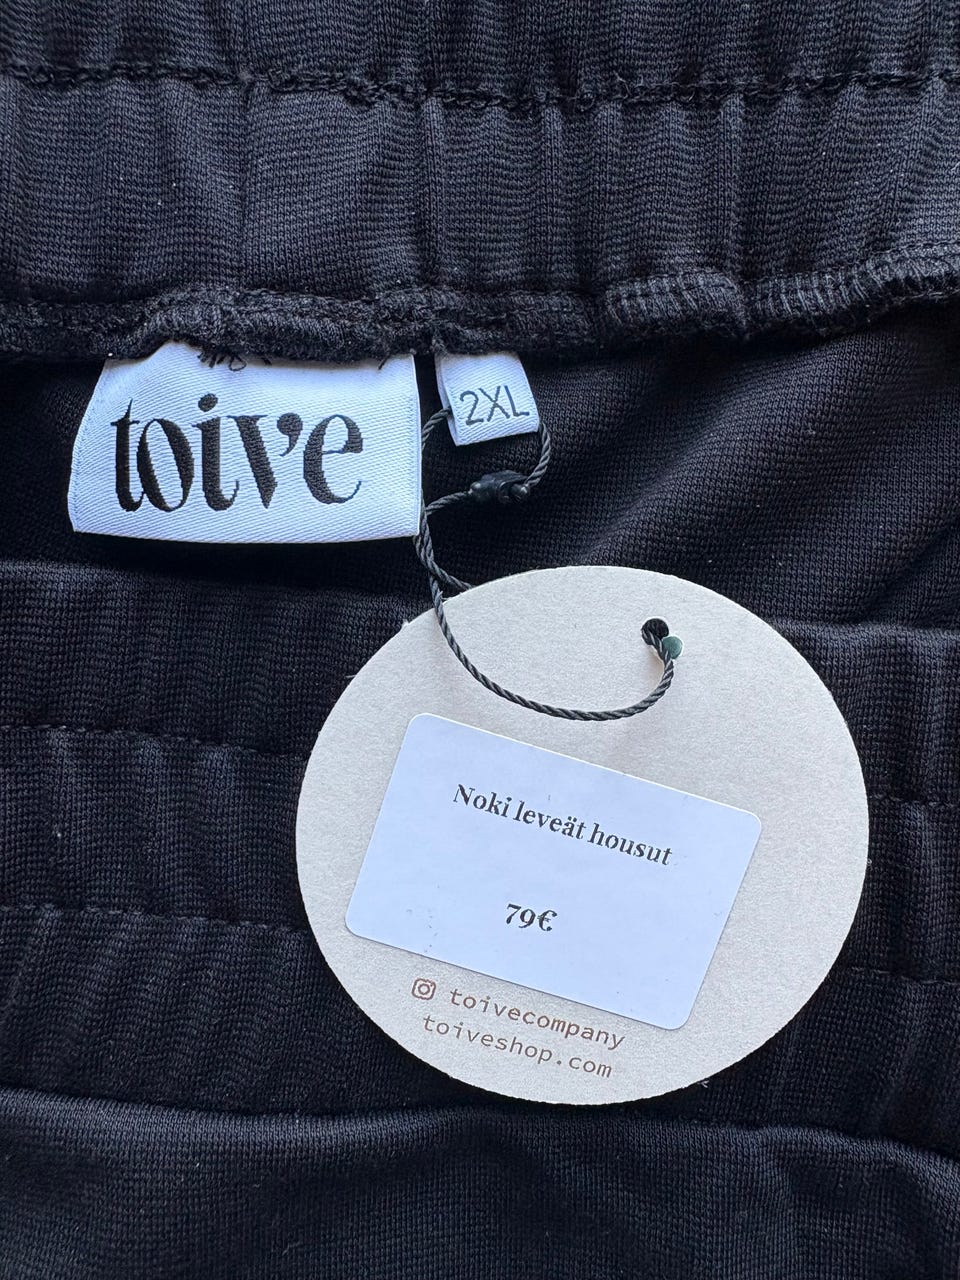 toive
2XL
Noki leveät housut
79€
toivecompany
toiveshop.com